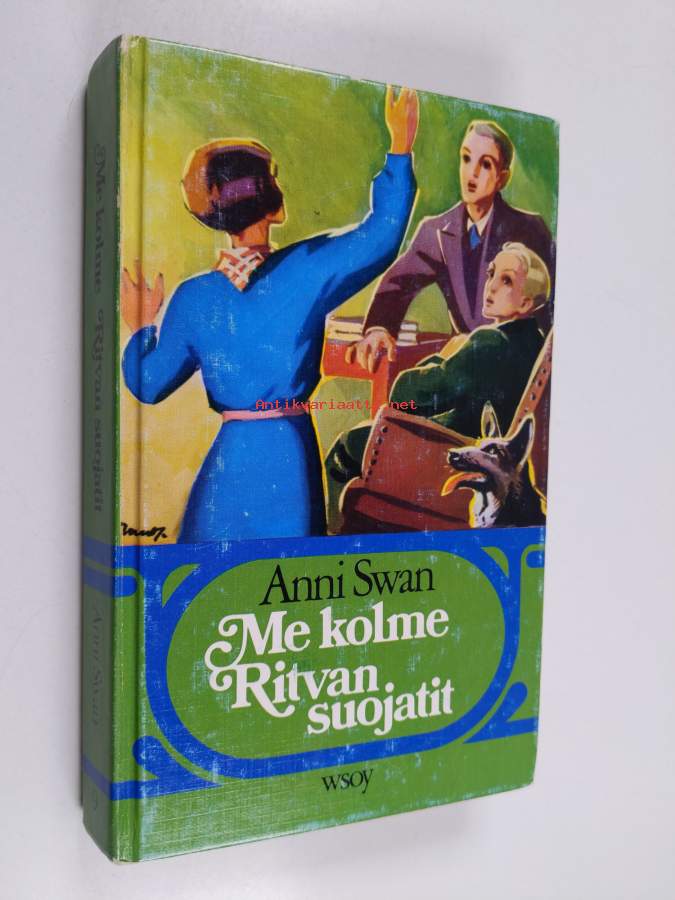 Anni Swan
Me kolme
Ritvan
suojatit
wsoy
Me kolme Ritvan suojatit
Anni Swan
Antikvariaatti.net